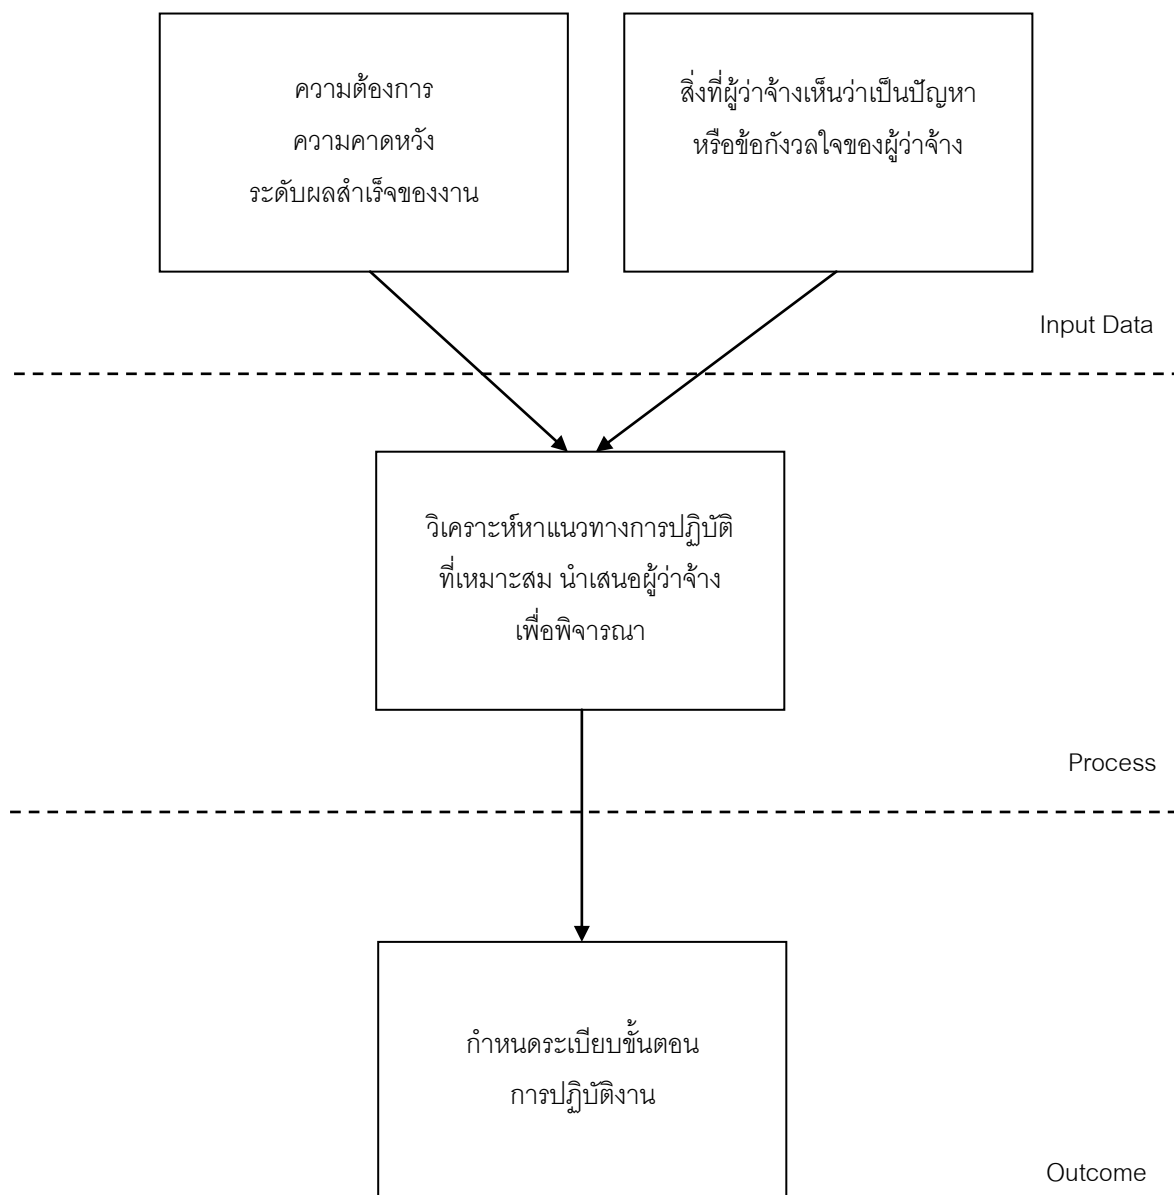 ความต้องการ
ความคาดหวัง
ระดับผลสำเร็จของงาน
สิ่งที่ผู้ว่าจ้างเห็นว่าเป็นปัญหา
หรือข้อกังวลใจของผู้ว่าจ้าง
Input Data
วิเคราะห์หาแนวทางการปฏิบัติ
ที่เหมาะสม นำเสนอผู้ว่าจ้าง
เพื่อพิจารณา
Process
กำหนดระเบียบขั้นตอน
การปฏิบัติงาน
Outcome